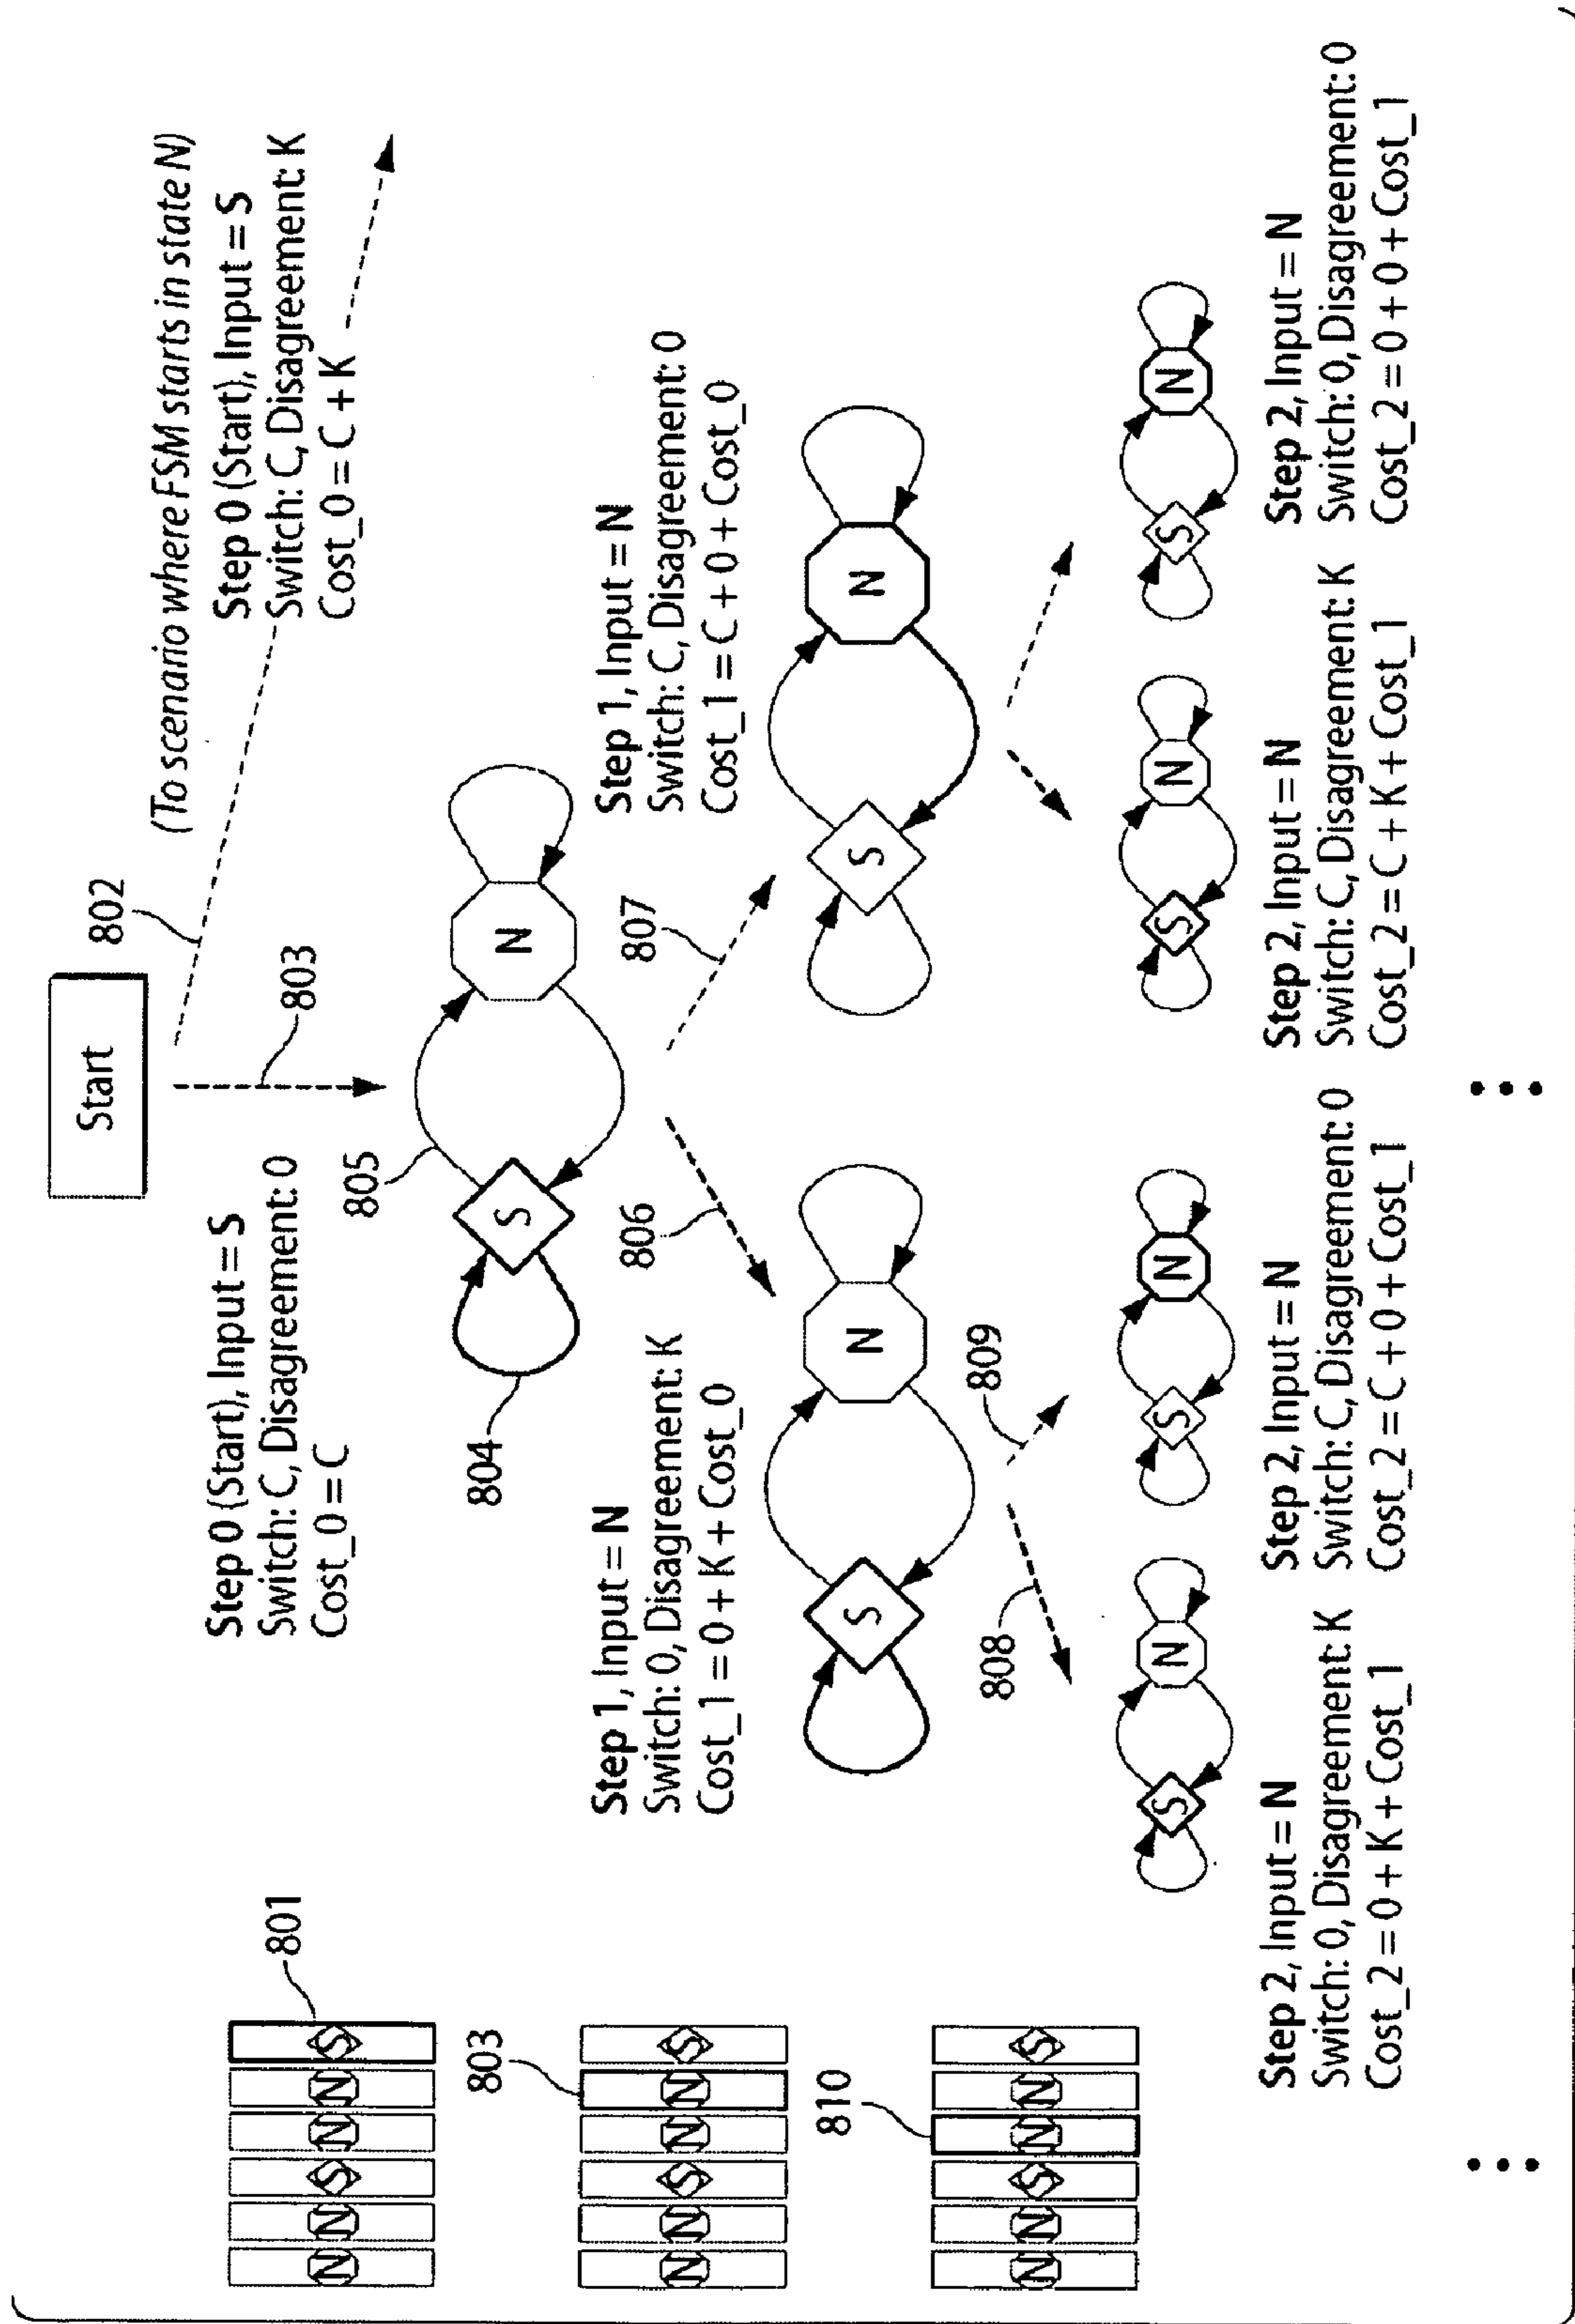 Start
802
(To scenario where FSM starts in state N)
Step 0 (Start), Input = S
Switch: C, Disagreement: K
Cost_0 = C + K
803
Step 0 (Start), Input = S
Switch: C, Disagreement: 0
Cost_0 = C
N N S N N S
801
805
804
S
N
806
807
N N S N N S
803
Step 1, Input = N
Switch: 0, Disagreement: K
Cost_1 = 0 + K + Cost_0
S
N
Step 1, Input = N
Switch: C, Disagreement: 0
Cost_1 = C + 0 + Cost_0
S
N
N N S N N S
810
808
809
S
N
Step 2, Input = N
Switch: 0, Disagreement: K
Cost_2 = 0 + K + Cost_1
S
N
Step 2, Input = N
Switch: C, Disagreement: 0
Cost_2 = C + 0 + Cost_1
S
N
Step 2, Input = N
Switch: C, Disagreement: K
Cost_2 = C + K + Cost_1
S
N
Step 2, Input = N
Switch: 0, Disagreement: 0
Cost_2 = 0 + 0 + Cost_1